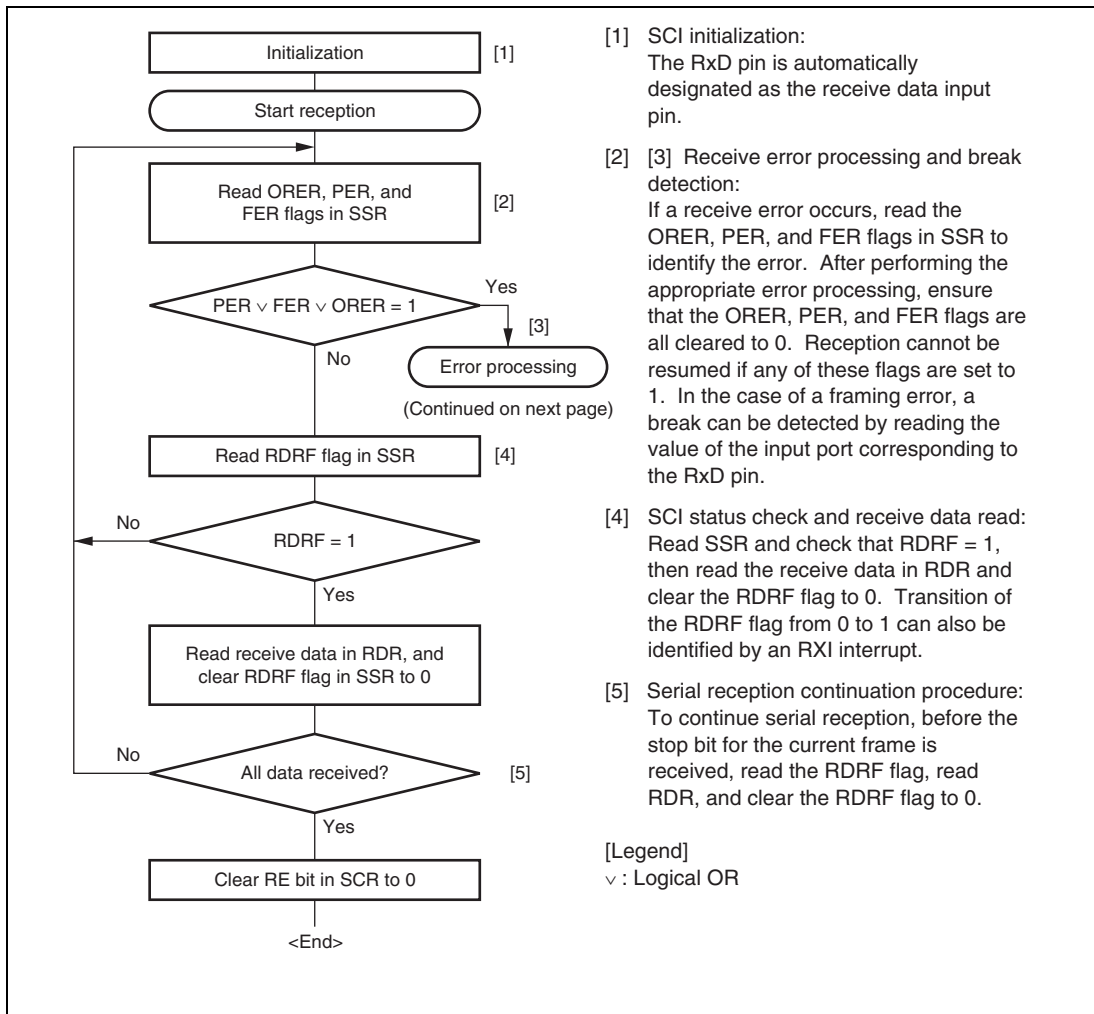 Initialization
[1]
Start reception
Read ORER, PER, and
FER flags in SSR
[2]
PER ∨ FER ∨ ORER = 1
Yes
[3]
No
Error processing
(Continued on next page)
Read RDRF flag in SSR
[4]
No
RDRF = 1
Yes
Read receive data in RDR, and
clear RDRF flag in SSR to 0
No
All data received?
[5]
Yes
Clear RE bit in SCR to 0
<End>
[1] SCI initialization:
The RxD pin is automatically
designated as the receive data input
pin.
[2] [3] Receive error processing and break
detection:
If a receive error occurs, read the
ORER, PER, and FER flags in SSR to
identify the error. After performing the
appropriate error processing, ensure
that the ORER, PER, and FER flags are
all cleared to 0. Reception cannot be
resumed if any of these flags are set to
1. In the case of a framing error, a
break can be detected by reading the
value of the input port corresponding to
the RxD pin.
[4] SCI status check and receive data read:
Read SSR and check that RDRF = 1,
then read the receive data in RDR and
clear the RDRF flag to 0. Transition of
the RDRF flag from 0 to 1 can also be
identified by an RXI interrupt.
[5] Serial reception continuation procedure:
To continue serial reception, before the
stop bit for the current frame is
received, read the RDRF flag, read
RDR, and clear the RDRF flag to 0.
[Legend]
∨ : Logical OR